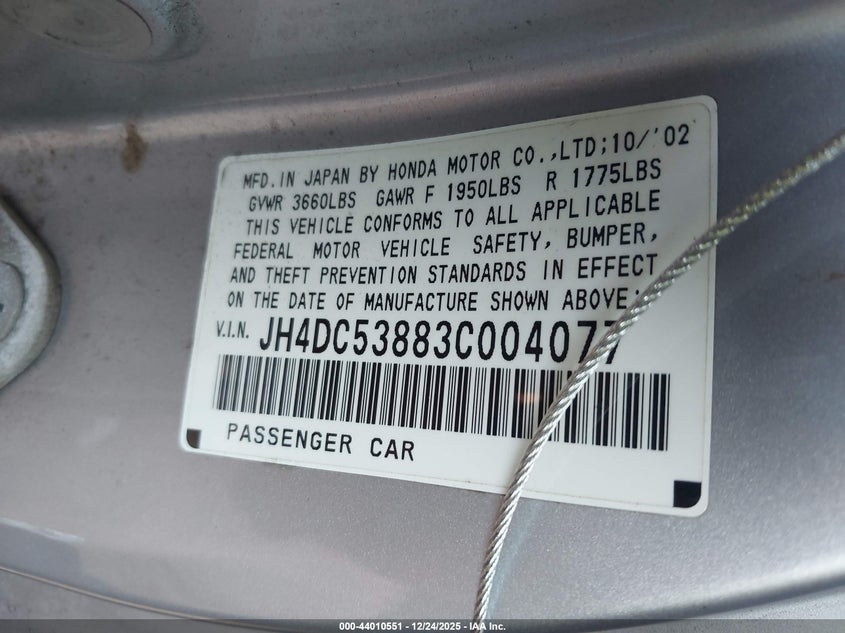 MFD. IN JAPAN BY HONDA MOTOR CO.,LTD;10/'02
GVWR 3660LBS GAWR F 1950LBS R 1775LBS
THIS VEHICLE CONFORMS TO ALL APPLICABLE
FEDERAL MOTOR VEHICLE SAFETY, BUMPER,
AND THEFT PREVENTION STANDARDS IN EFFECT
ON THE DATE OF MANUFACTURE SHOWN ABOVE:
V.I.N. JH4DC53883C004077
PASSENGER CAR
000-44010551 - 12/24/2025 - IAA Inc.